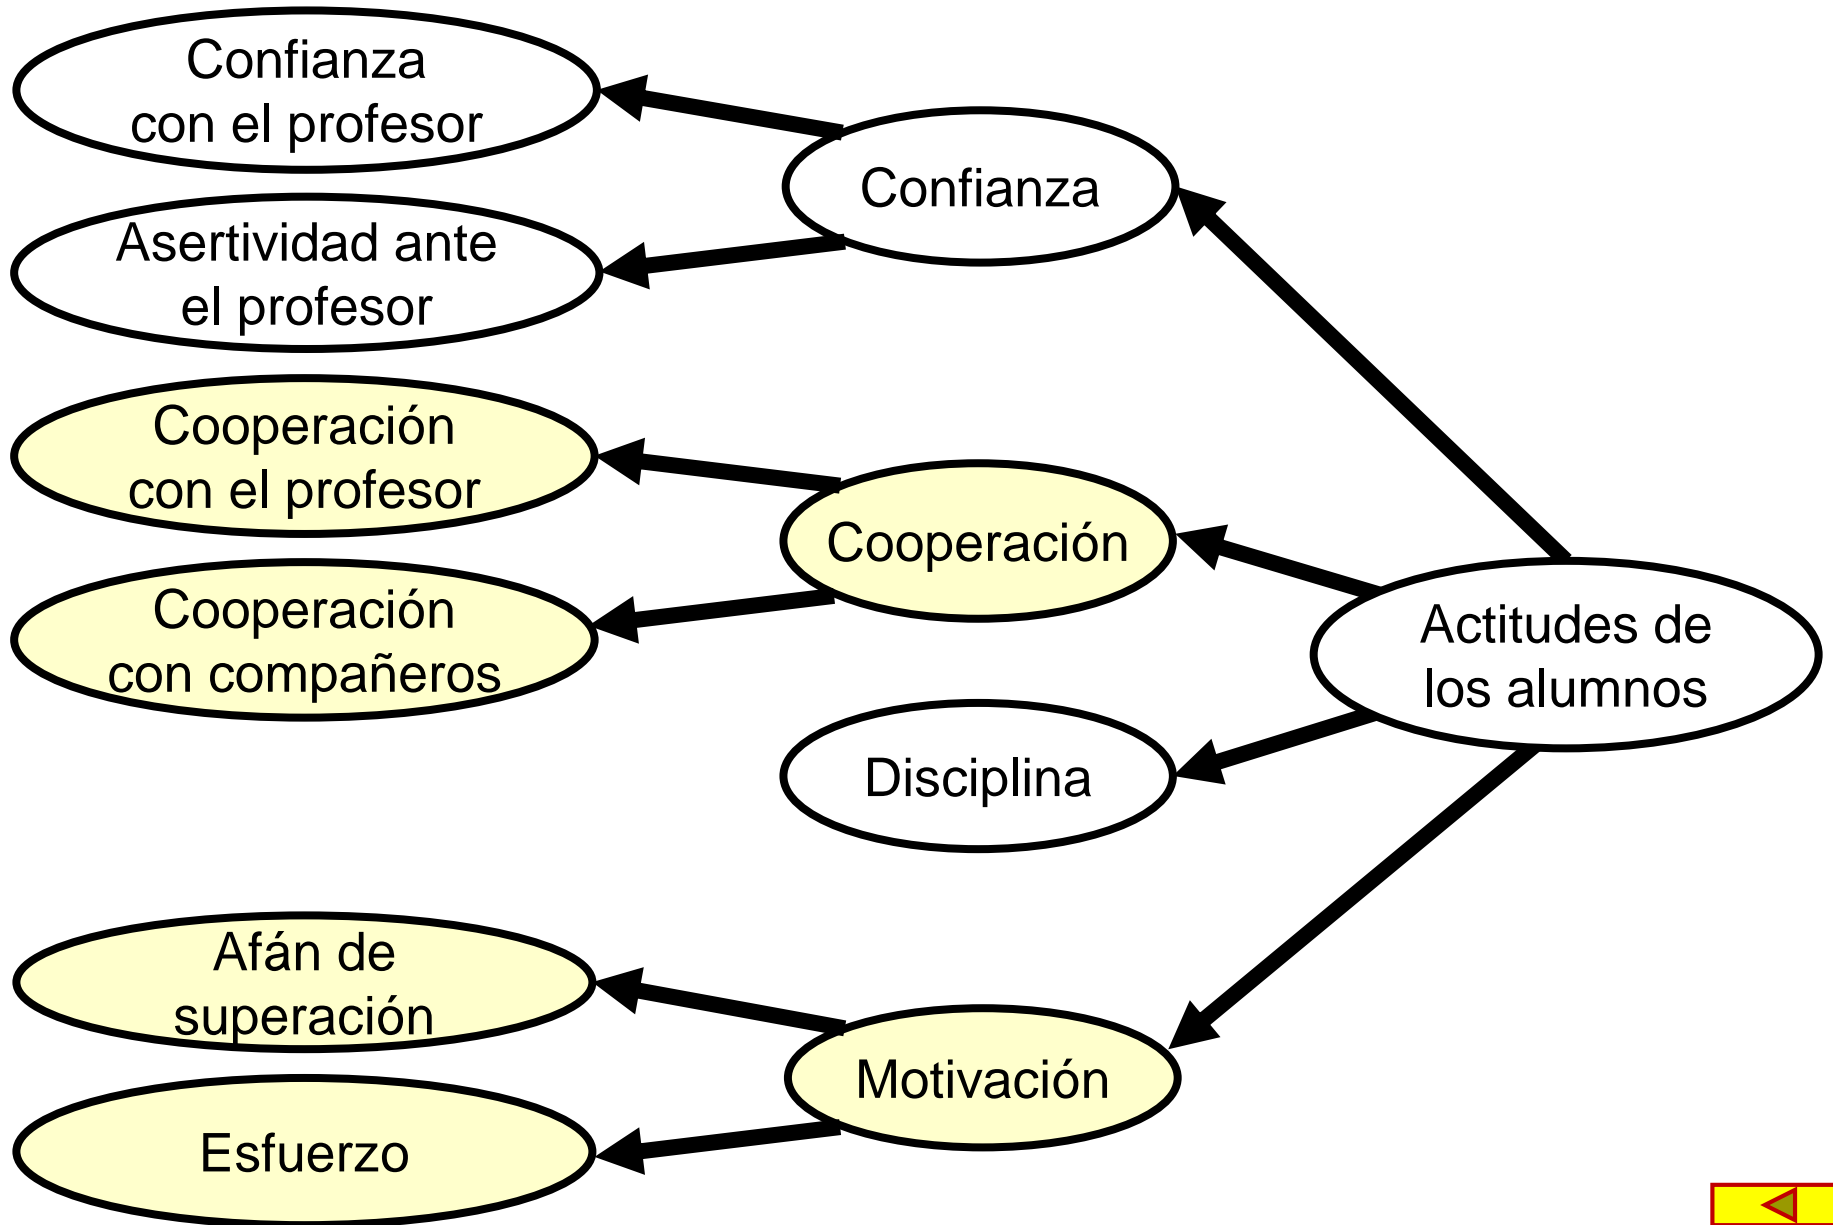 Confianza
con el profesor
Confianza
Asertividad ante
el profesor
Cooperación
con el profesor
Cooperación
Cooperación
con compañeros
Actitudes de
los alumnos
Disciplina
Afán de
superación
Motivación
Esfuerzo